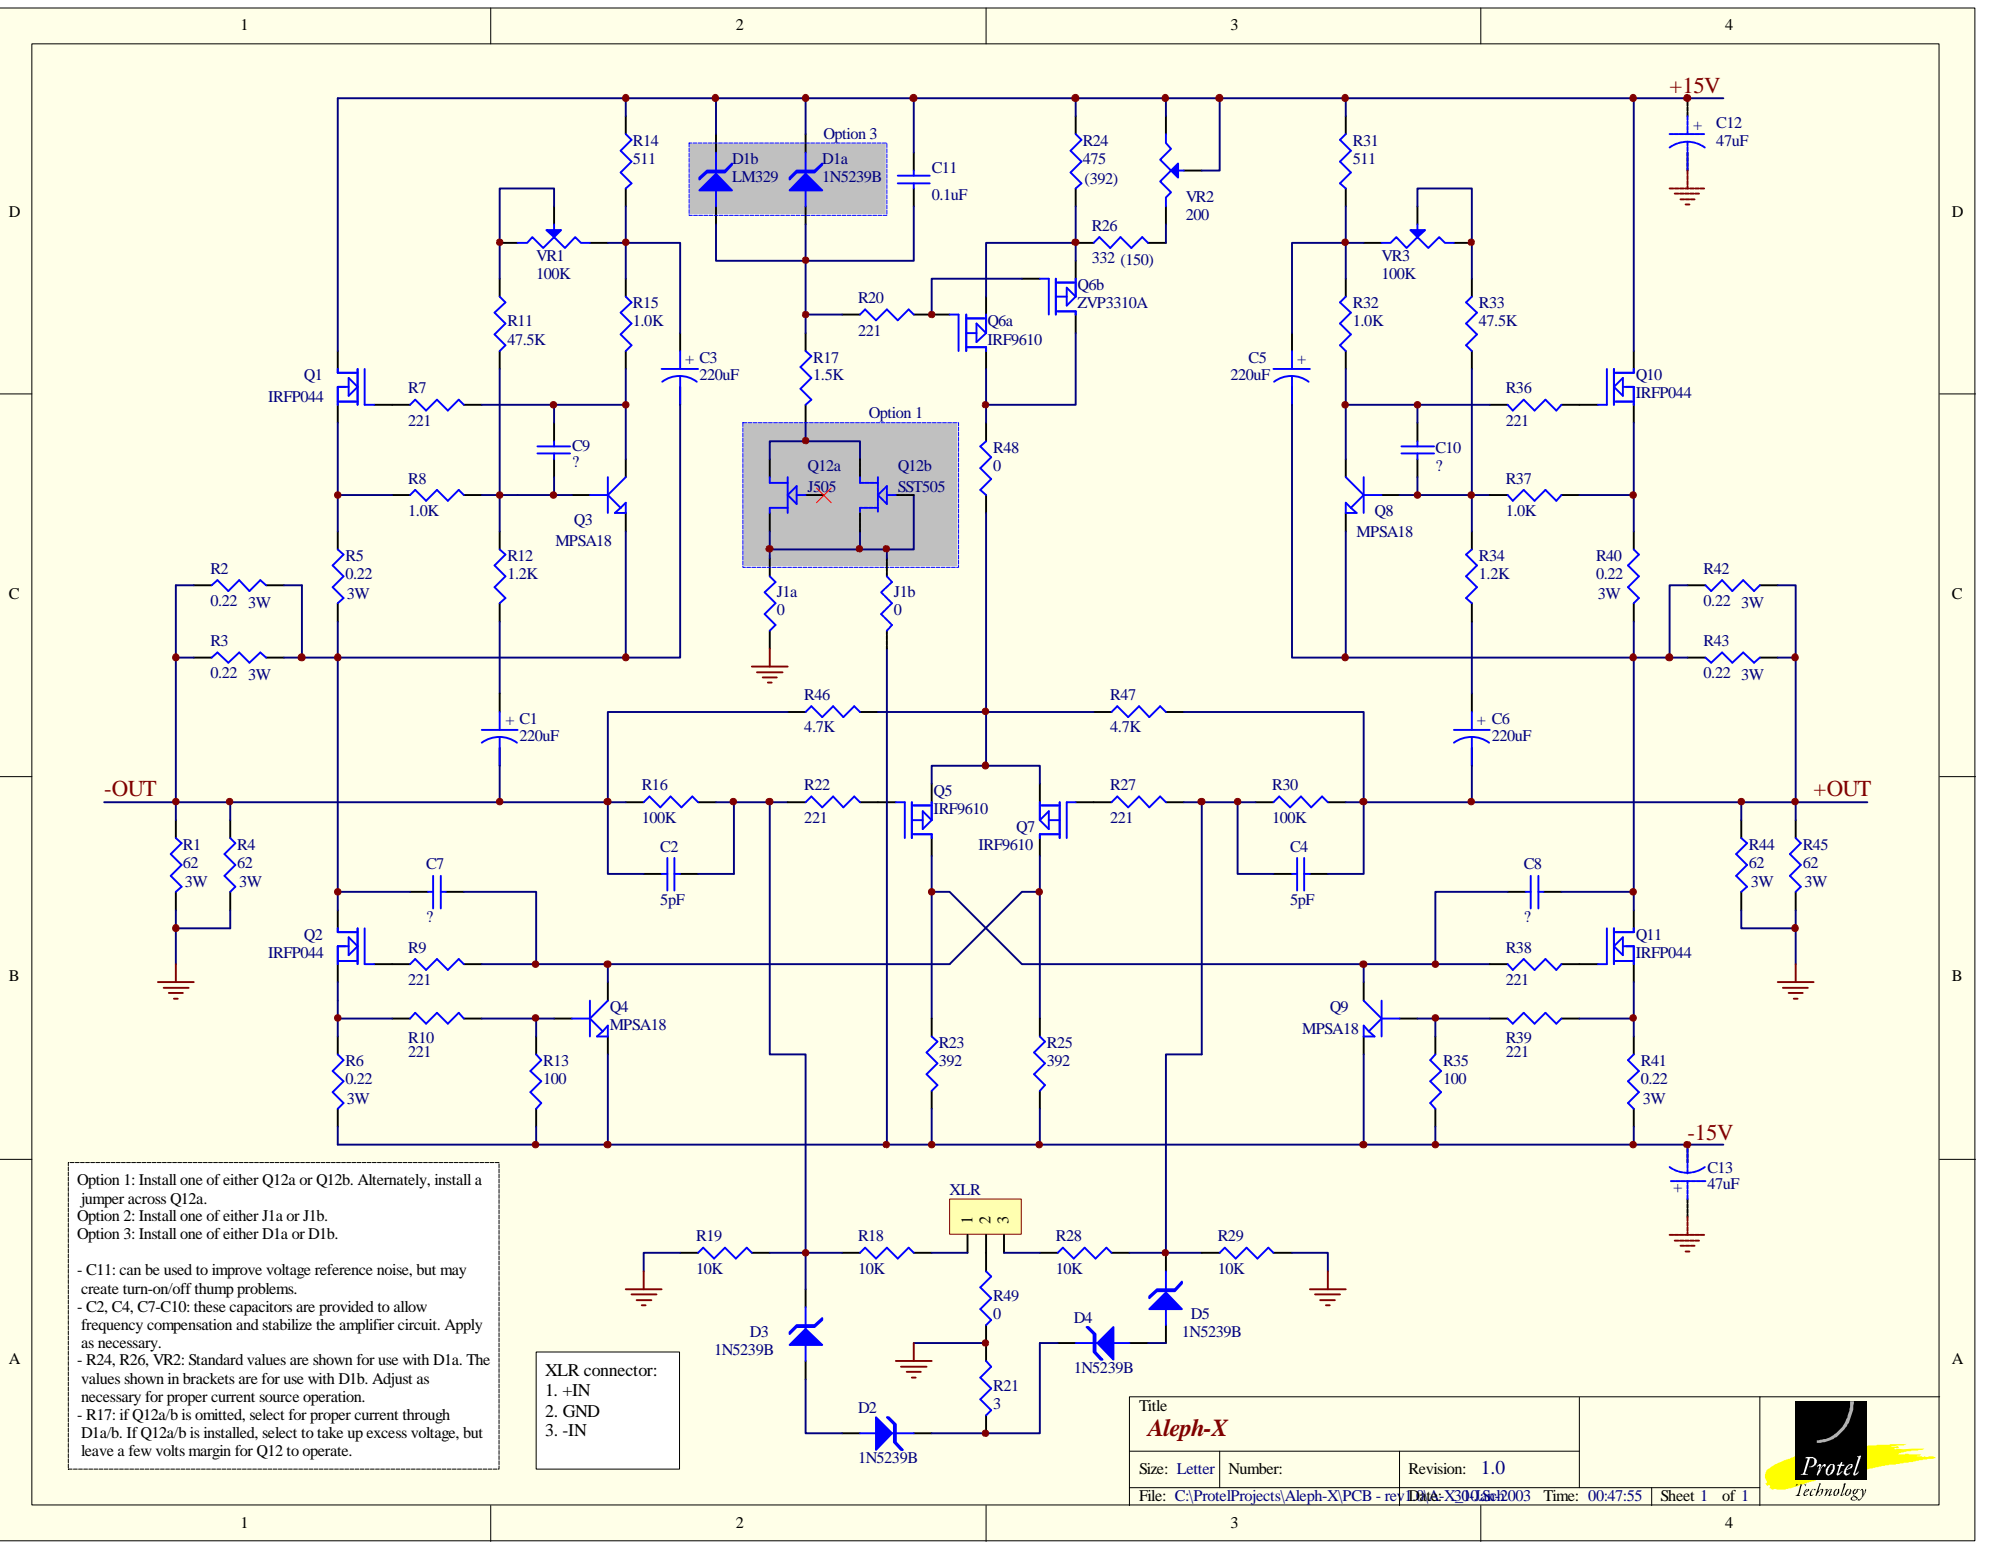 1 2 3 4
D
D
C
C
B
B
A
A
+15V
C12
47uF
R14
511
Option 3
D1b
LM329
D1a
1N5239B
C11
0.1uF
R24
475
(392)
VR2
200
R31
511
VR1
100K
R26
332 (150)
VR3
100K
Q6b
ZVP3310A
R11
47.5K
R15
1.0K
R20
221
Q6a
IRF9610
R32
1.0K
R33
47.5K
Q1
IRFP044
R7
221
+ C3
220uF
R17
1.5K
C5 +
220uF
R36
221
Q10
IRFP044
Option 1
C9
?
R48
0
C10
?
R8
1.0K
Q3
MPSA18
Q12a
J505
Q12b
SST505
Q8
MPSA18
R37
1.0K
R2
0.22 3W
R5
0.22
3W
R12
1.2K
J1a
0
J1b
0
R34
1.2K
R40
0.22
3W
R42
0.22 3W
R3
0.22 3W
R43
0.22 3W
R46
4.7K
R47
4.7K
+ C1
220uF
+ C6
220uF
-OUT
R16
100K
R22
221
Q5
IRF9610
R27
221
R30
100K
+OUT
Q7
IRF9610
R1
62
3W
R4
62
3W
C7
?
C2
5pF
C4
5pF
C8
?
R44
62
3W
R45
62
3W
Q2
IRFP044
R9
221
R38
221
Q11
IRFP044
R10
221
Q4
MPSA18
Q9
MPSA18
R39
221
R6
0.22
3W
R13
100
R23
392
R25
392
R35
100
R41
0.22
3W
-15V
C13
47uF
+
Option 1: Install one of either Q12a or Q12b. Alternately, install a
jumper across Q12a.
Option 2: Install one of either J1a or J1b.
Option 3: Install one of either D1a or D1b.
- C11: can be used to improve voltage reference noise, but may
create turn-on/off thump problems.
- C2, C4, C7-C10: these capacitors are provided to allow
frequency compensation and stabilize the amplifier circuit. Apply
as necessary.
- R24, R26, VR2: Standard values are shown for use with D1a. The
values shown in brackets are for use with D1b. Adjust as
necessary for proper current source operation.
- R17: if Q12a/b is omitted, select for proper current through
D1a/b. If Q12a/b is installed, select to take up excess voltage, but
leave a few volts margin for Q12 to operate.
XLR
1 2 3
R19
10K
R18
10K
R28
10K
R29
10K
R49
0
D3
1N5239B
D4
1N5239B
D5
1N5239B
R21
3
D2
1N5239B
XLR connector:
1. +IN
2. GND
3. -IN
Title
Aleph-X
Size: Letter
Number:
Revision: 1.0
File: C:\ProtelProjects\Aleph-X\PCB - rev
Time: 00:47:55
Sheet 1 of 1
Protel
Technology
1 2 3 4